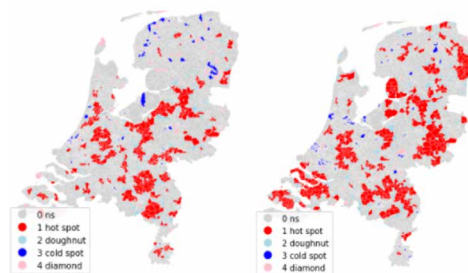 0 ns
1 hot spot
2 doughnut
3 cold spot
4 diamond
0 ns
1 hot spot
2 doughnut
3 cold spot
4 diamond